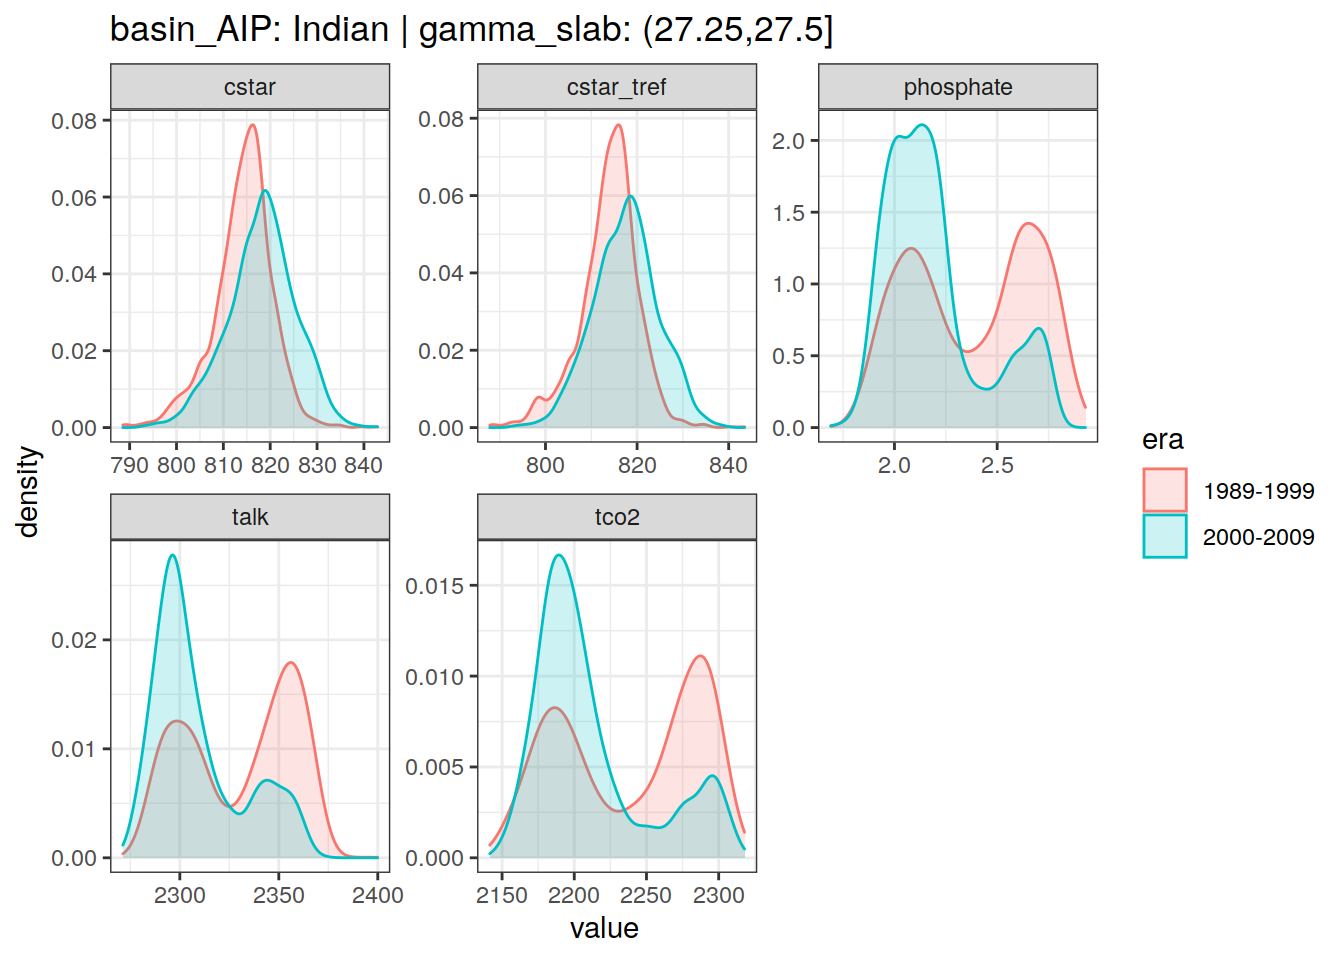 basin_AIP: Indian | gamma_slab: (27.25,27.5]
cstar
cstar_tref
phosphate
0.08
0.06
0.04
0.02
0.00
790 800 810 820 830 840
0.08
0.06
0.04
0.02
0.00
800 820 840
2.0
1.5
1.0
0.5
0.0
2.0 2.5
talk
tco2
0.02
0.01
0.00
2300 2350 2400
0.015
0.010
0.005
0.000
2150 2200 2250 2300
density
value
era
1989-1999
2000-2009